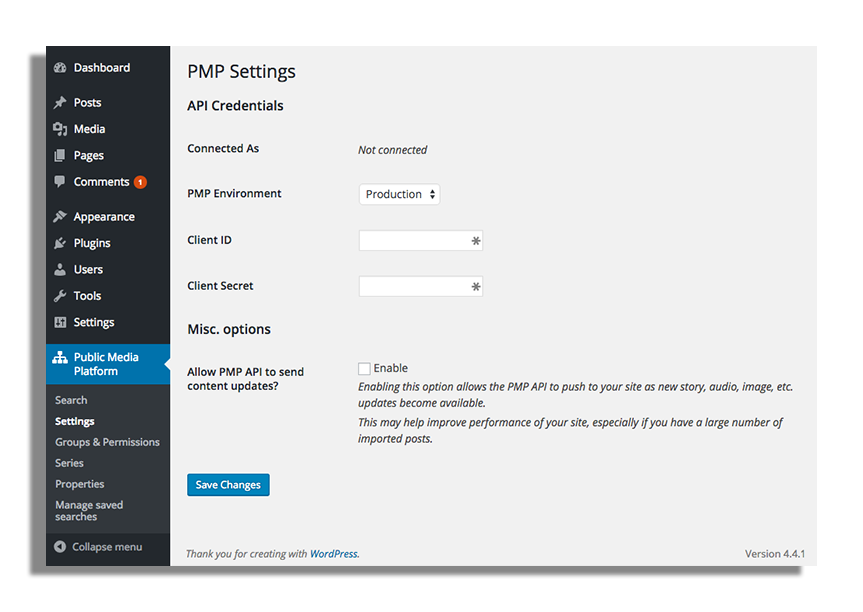 Dashboard
Posts
Media
Pages
Comments 1
Appearance
Plugins
Users
Tools
Settings
Public Media
Platform
Search
Settings
Groups & Permissions
Series
Properties
Manage saved
searches
Collapse menu
PMP Settings
API Credentials
Connected As
Not connected
PMP Environment
Production
Client ID
Client Secret
Misc. options
Allow PMP API to send
content updates?
Enable
Enabling this option allows the PMP API to push to your site as new story, audio, image, etc.
updates become available.
This may help improve performance of your site, especially if you have a large number of
imported posts.
Save Changes
Thank you for creating with WordPress.
Version 4.4.1